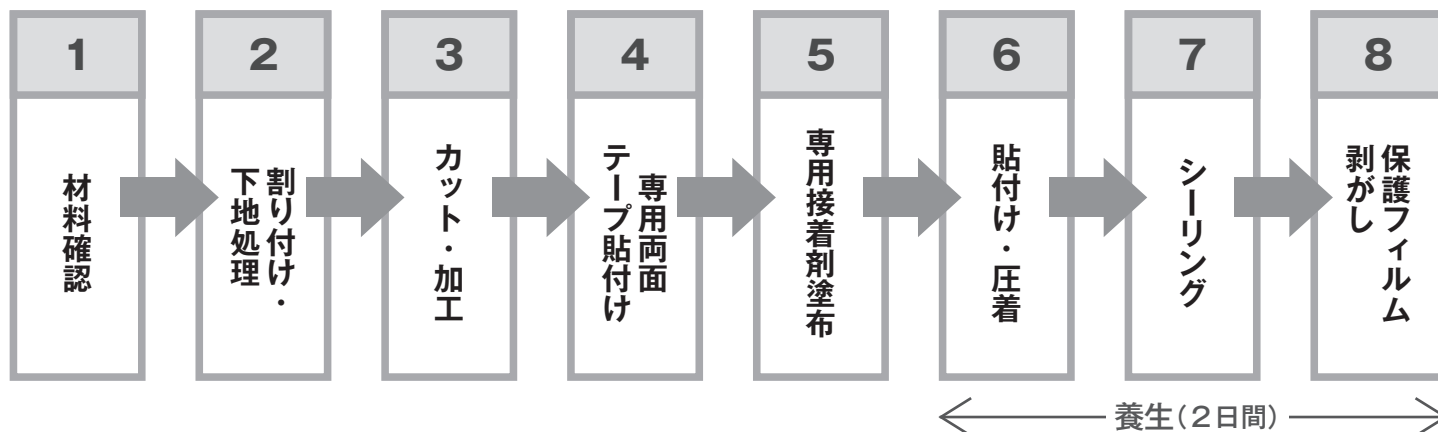 1
材料確認
2
割り付け・
下地処理
3
カット・加工
4
専用両面
テープ貼付け
5
専用接着剤塗布
6
貼付け・圧着
7
シーリング
8
保護フィルム
剥がし
養生(2日間)